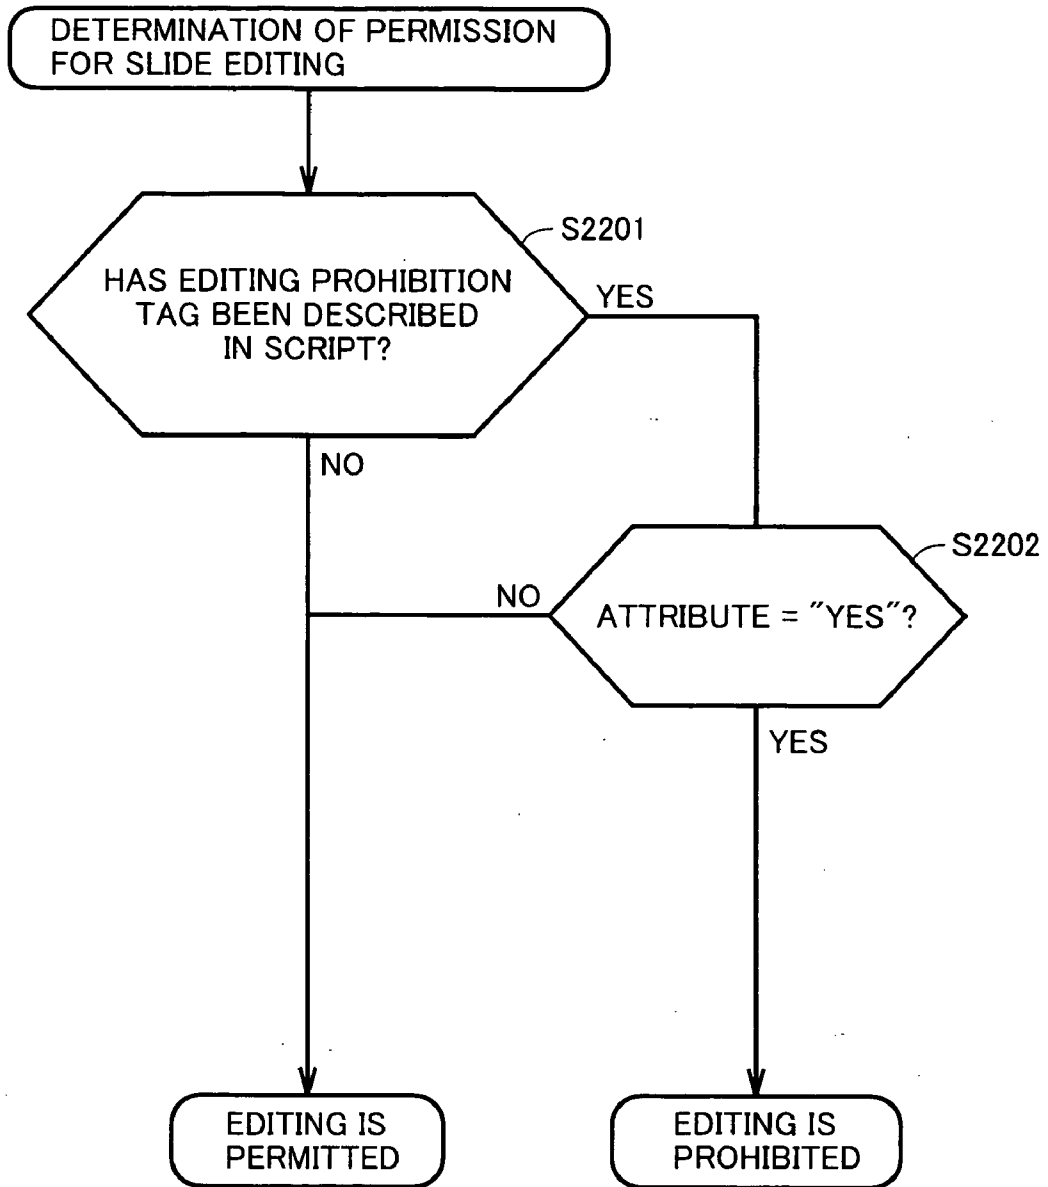 DETERMINATION OF PERMISSION
FOR SLIDE EDITING
S2201
HAS EDITING PROHIBITION
TAG BEEN DESCRIBED
IN SCRIPT?
YES
NO
S2202
NO
ATTRIBUTE = "YES"?
YES
EDITING IS
PERMITTED
EDITING IS
PROHIBITED